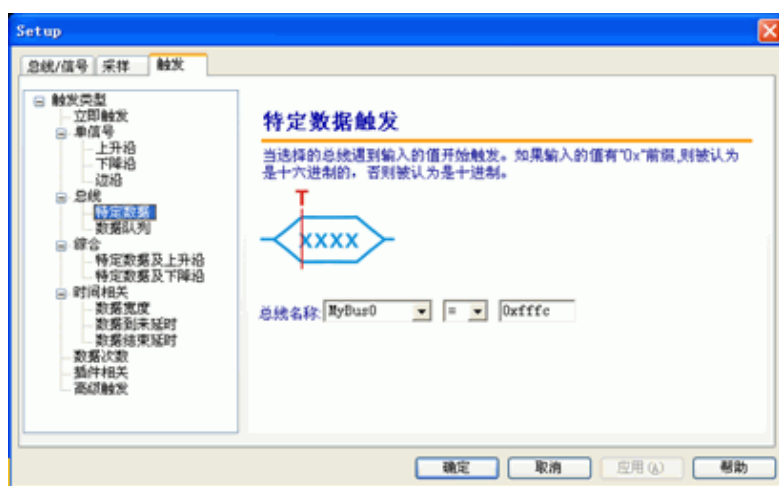 Setup
总线/信号 采样 触发
触发类型
立即触发
单信号
上升沿
下降沿
边沿
总线
特定数据
数据队列
综合
特定数据及上升沿
特定数据及下降沿
时间相关
数据宽度
数据到来延时
数据结束延时
数据次数
插件相关
高级触发
特定数据触发
当选择的总线遇到输入的值开始触发。如果输入的值有"0x"前缀,则被认为
是十六进制的，否则被认为是十进制。
T
XXXX
总线名称: MyBus0 = 0xfffc
确定 取消 应用(A) 帮助